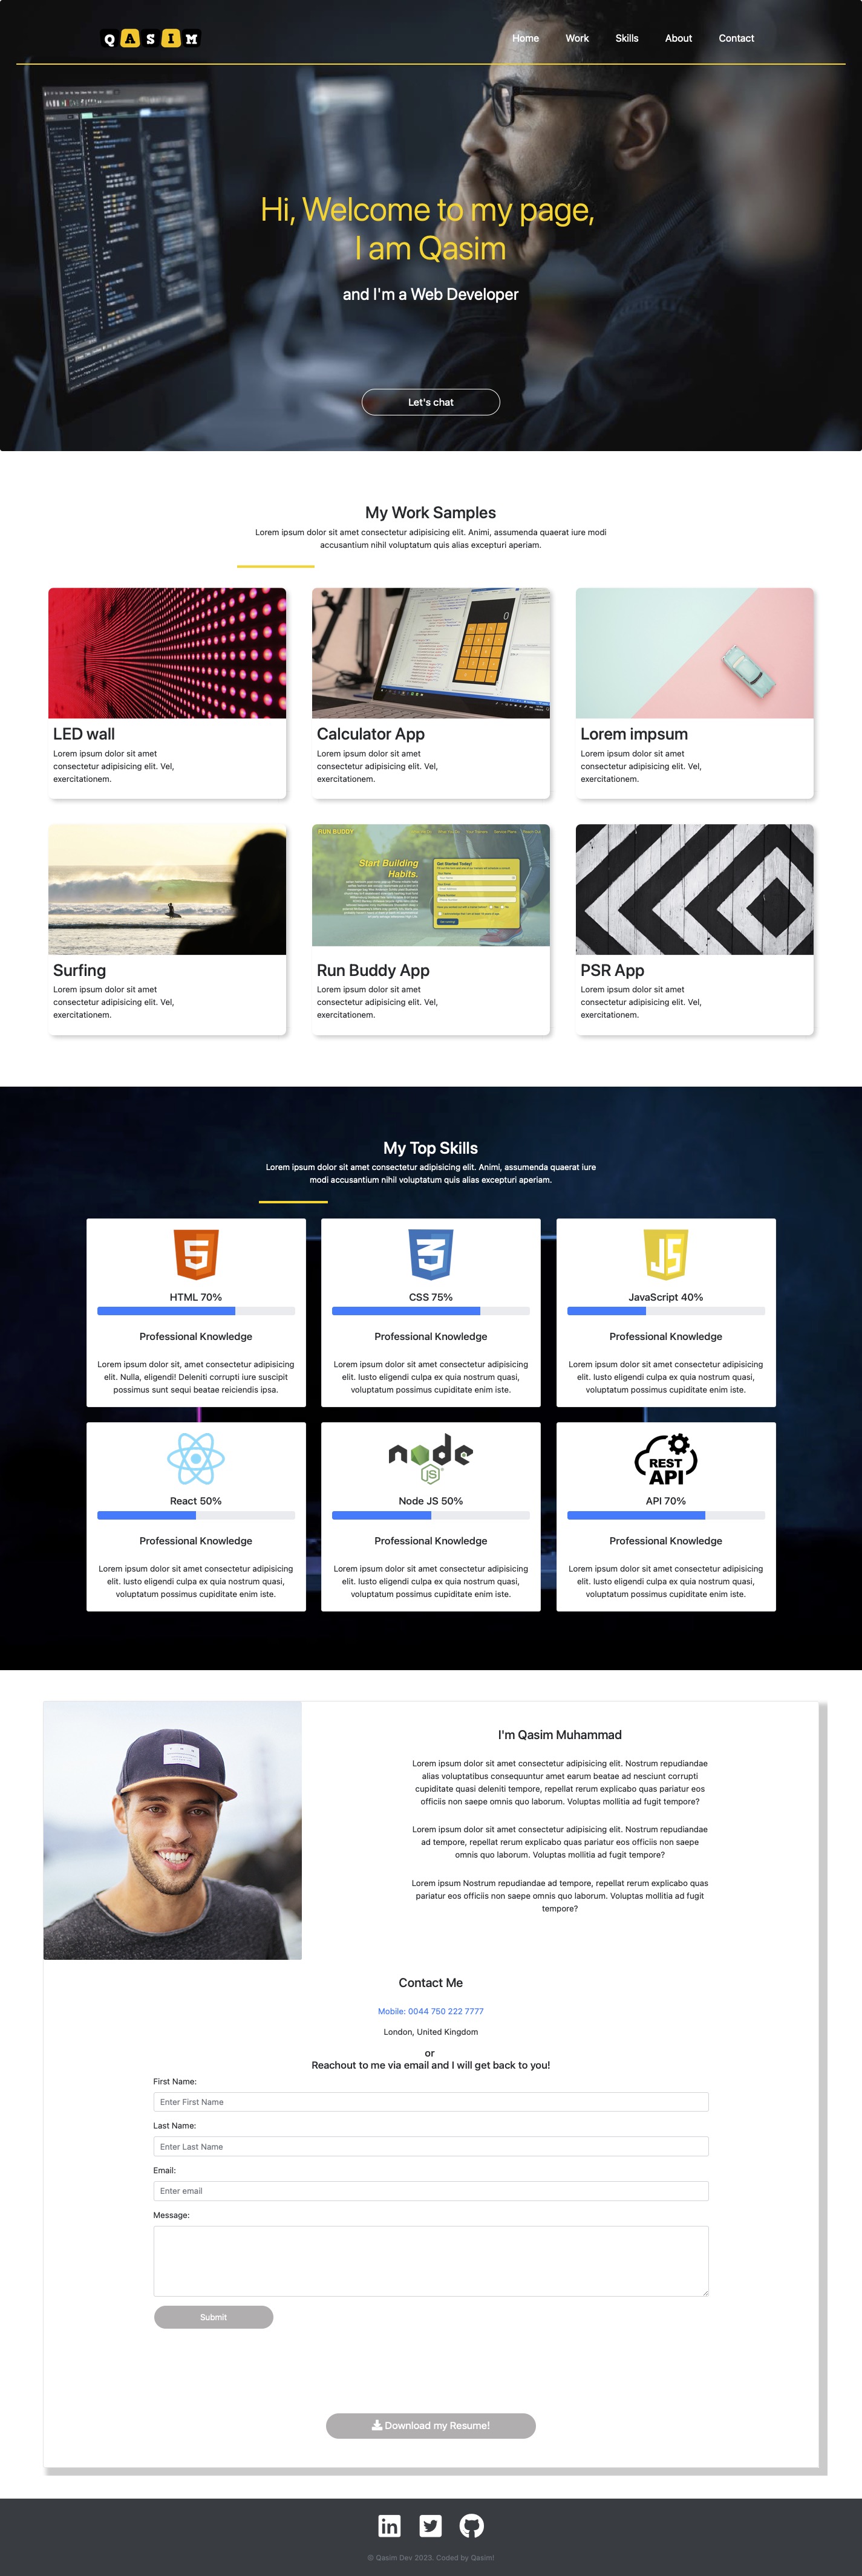 QASIM
Home Work Skills About Contact
Hi, Welcome to my page,
I am Qasim
and I'm a Web Developer
Let's chat
My Work Samples
Lorem ipsum dolor sit amet consectetur adipisicing elit. Animi, assumenda quaerat iure modi
accusantium nihil voluptatum quis alias excepturi aperiam.
LED wall
Lorem ipsum dolor sit amet
consectetur adipisicing elit. Vel,
exercitationem.
Calculator App
Lorem ipsum dolor sit amet
consectetur adipisicing elit. Vel,
exercitationem.
Lorem impsum
Lorem ipsum dolor sit amet
consectetur adipisicing elit. Vel,
exercitationem.
Surfing
Lorem ipsum dolor sit amet
consectetur adipisicing elit. Vel,
exercitationem.
RUN BUDDY
Start Building
Habits.
Get Started Today!
Run Buddy App
Lorem ipsum dolor sit amet
consectetur adipisicing elit. Vel,
exercitationem.
PSR App
Lorem ipsum dolor sit amet
consectetur adipisicing elit. Vel,
exercitationem.
My Top Skills
Lorem ipsum dolor sit amet consectetur adipisicing elit. Animi, assumenda quaerat iure
modi accusantium nihil voluptatum quis alias excepturi aperiam.
5
HTML 70%
Professional Knowledge
Lorem ipsum dolor sit, amet consectetur adipisicing
elit. Nulla, eligendi! Deleniti corrupti iure suscipit
possimus sunt sequi beatae reiciendis ipsa.
3
CSS 75%
Professional Knowledge
Lorem ipsum dolor sit amet consectetur adipisicing
elit. Iusto eligendi culpa ex quia nostrum quasi,
voluptatum possimus cupiditate enim iste.
JS
JavaScript 40%
Professional Knowledge
Lorem ipsum dolor sit amet consectetur adipisicing
elit. Iusto eligendi culpa ex quia nostrum quasi,
voluptatum possimus cupiditate enim iste.
React 50%
Professional Knowledge
Lorem ipsum dolor sit amet consectetur adipisicing
elit. Iusto eligendi culpa ex quia nostrum quasi,
voluptatum possimus cupiditate enim iste.
node
JS
Node JS 50%
Professional Knowledge
Lorem ipsum dolor sit amet consectetur adipisicing
elit. Iusto eligendi culpa ex quia nostrum quasi,
voluptatum possimus cupiditate enim iste.
REST
API
API 70%
Professional Knowledge
Lorem ipsum dolor sit amet consectetur adipisicing
elit. Iusto eligendi culpa ex quia nostrum quasi,
voluptatum possimus cupiditate enim iste.
I'm Qasim Muhammad
Lorem ipsum dolor sit amet consectetur adipisicing elit. Nostrum repudiandae
alias voluptatibus consequuntur amet earum beatae ad nesciunt corrupti
cupiditate quasi deleniti tempore, repellat rerum explicabo quas pariatur eos
officiis non saepe omnis quo laborum. Voluptas mollitia ad fugit tempore?
Lorem ipsum dolor sit amet consectetur adipisicing elit. Nostrum repudiandae
ad tempore, repellat rerum explicabo quas pariatur eos officiis non saepe
omnis quo laborum. Voluptas mollitia ad fugit tempore?
Lorem ipsum Nostrum repudiandae ad tempore, repellat rerum explicabo quas
pariatur eos officiis non saepe omnis quo laborum. Voluptas mollitia ad fugit
tempore?
Contact Me
Mobile: 0044 750 222 7777
London, United Kingdom
or
Reachout to me via email and I will get back to you!
First Name:
Enter First Name
Last Name:
Enter Last Name
Email:
Enter email
Message:
Submit
Download my Resume!
in
© Qasim Dev 2023. Coded by Qasim!